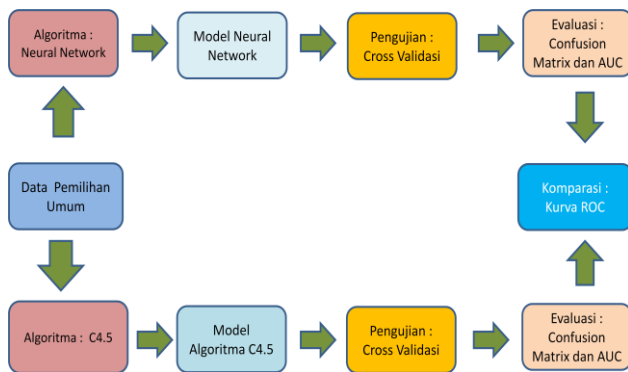 Algoritma :
Neural Network
Model Neural
Network
Pengujian :
Cross Validasi
Evaluasi :
Confusion
Matrix dan AUC
Data Pemilihan
Umum
Komparasi :
Kurva ROC
Algoritma : C4.5
Model
Algoritma C4.5
Pengujian :
Cross Validasi
Evaluasi :
Confusion
Matrix dan AUC